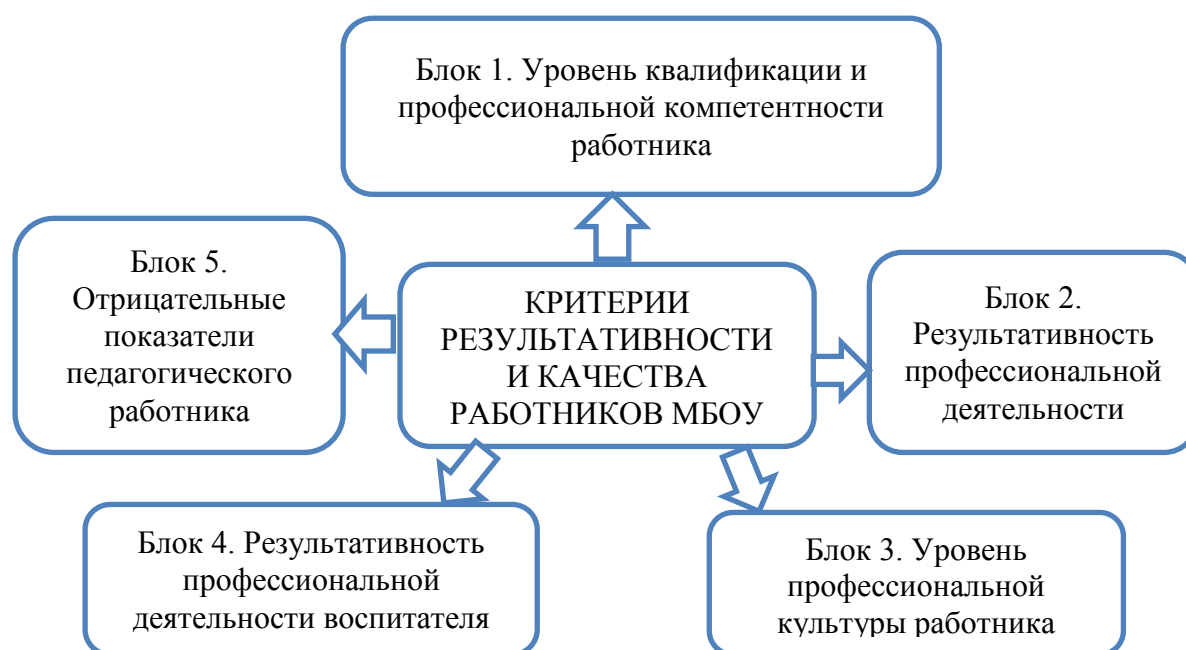 Блок 1. Уровень квалификации и
профессиональной компетентности
работника
Блок 5.
Отрицательные
показатели
педагогического
работника
КРИТЕРИИ
РЕЗУЛЬТАТИВНОСТИ
И КАЧЕСТВА
РАБОТНИКОВ МБОУ
Блок 2.
Результативность
профессиональной
деятельности
Блок 4. Результативность
профессиональной
деятельности воспитателя
Блок 3. Уровень
профессиональной
культуры работника